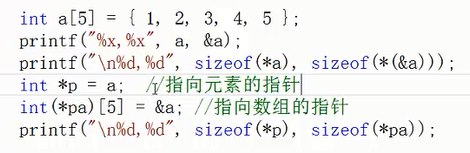 int a[5] = { 1, 2, 3, 4, 5 };
printf("%x,%x", a, &a);
printf("\n%d,%d", sizeof(*a), sizeof(*(&a)));
int *p = a;  //指向元素的指针
int(*pa)[5] = &a; //指向数组的指针
printf("\n%d,%d", sizeof(*p), sizeof(*pa));